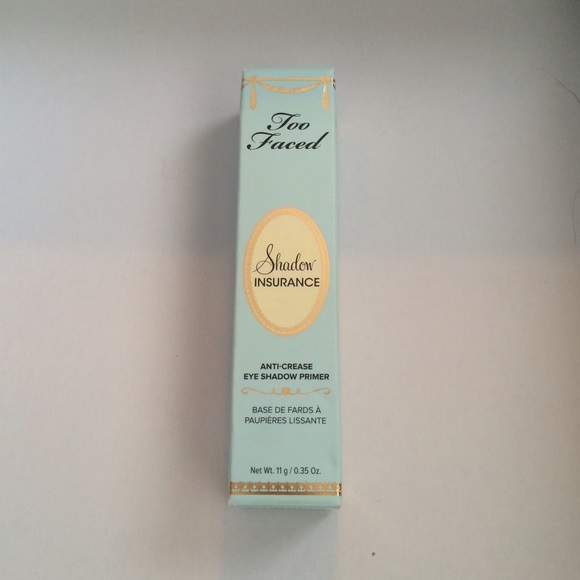 Too
Faced
Shadow
INSURANCE
ANTI-CREASE
EYE SHADOW PRIMER
BASE DE FARDS À
PAUPIÈRES LISSANTE
Net Wt. 11 g / 0.35 Oz.